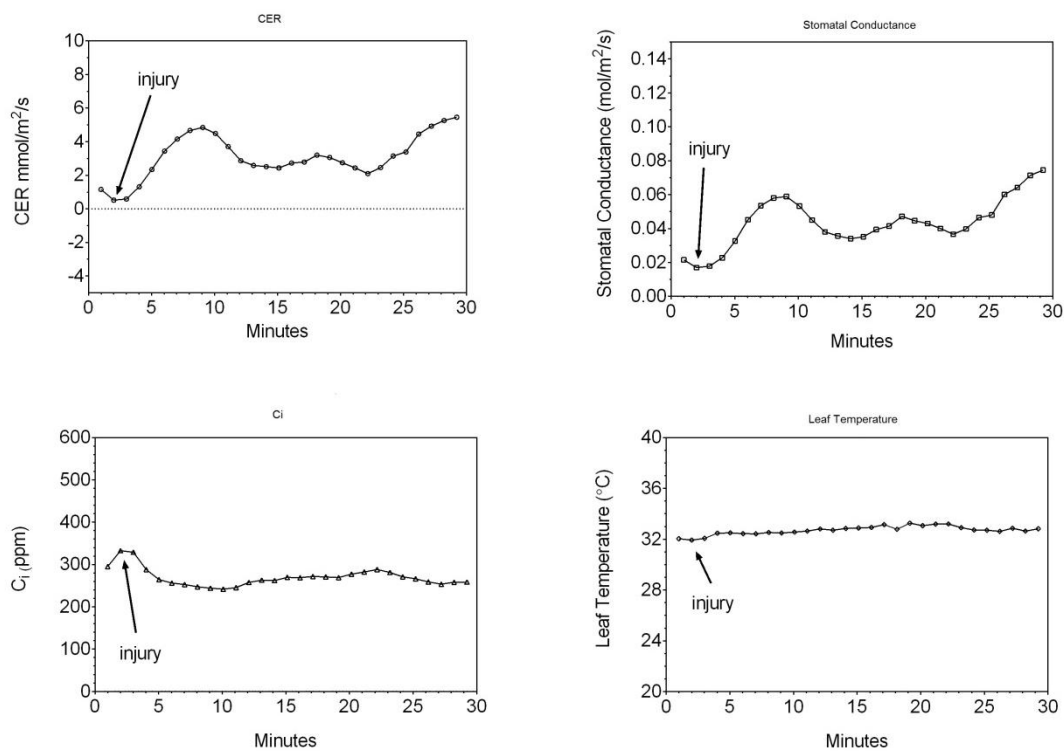 CER
10
8
6
4
2
0
-2
-4
CER mmol/m²/s
injury
0 5 10 15 20 25 30
Minutes
Stomatal Conductance
0.14
0.12
0.10
0.08
0.06
0.04
0.02
0.00
Stomatal Conductance (mol/m²/s)
injury
0 5 10 15 20 25 30
Minutes
Ci
600
500
400
300
200
100
0
Cᵢ (ppm)
injury
0 5 10 15 20 25 30
Minutes
Leaf Temperature
40
36
32
28
24
20
Leaf Temperature (°C)
injury
0 5 10 15 20 25 30
Minutes